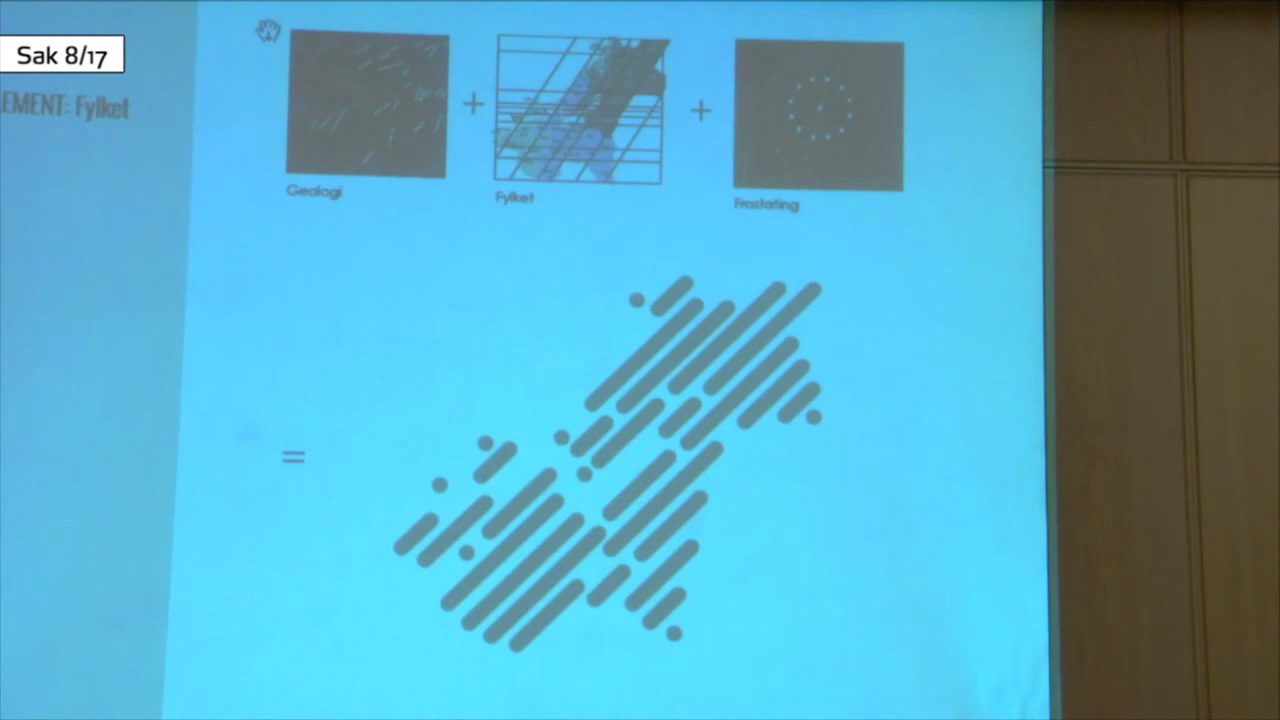 Sak 8/17
EMENT: Fylket
+
+
Geologi
Fylket
Frostating
=